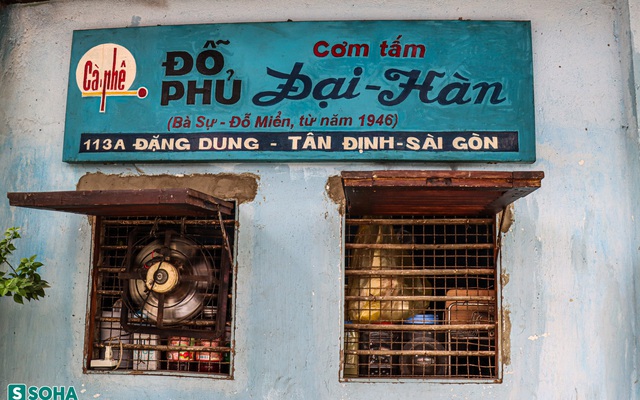 Cà phê
ĐỖ PHỦ
Cơm tấm
Đại-Hàn
(Bà Sự - Đỗ Miền, từ năm 1946)
113A ĐẶNG DUNG - TÂN ĐỊNH-SÀI GÒN
S SOHA